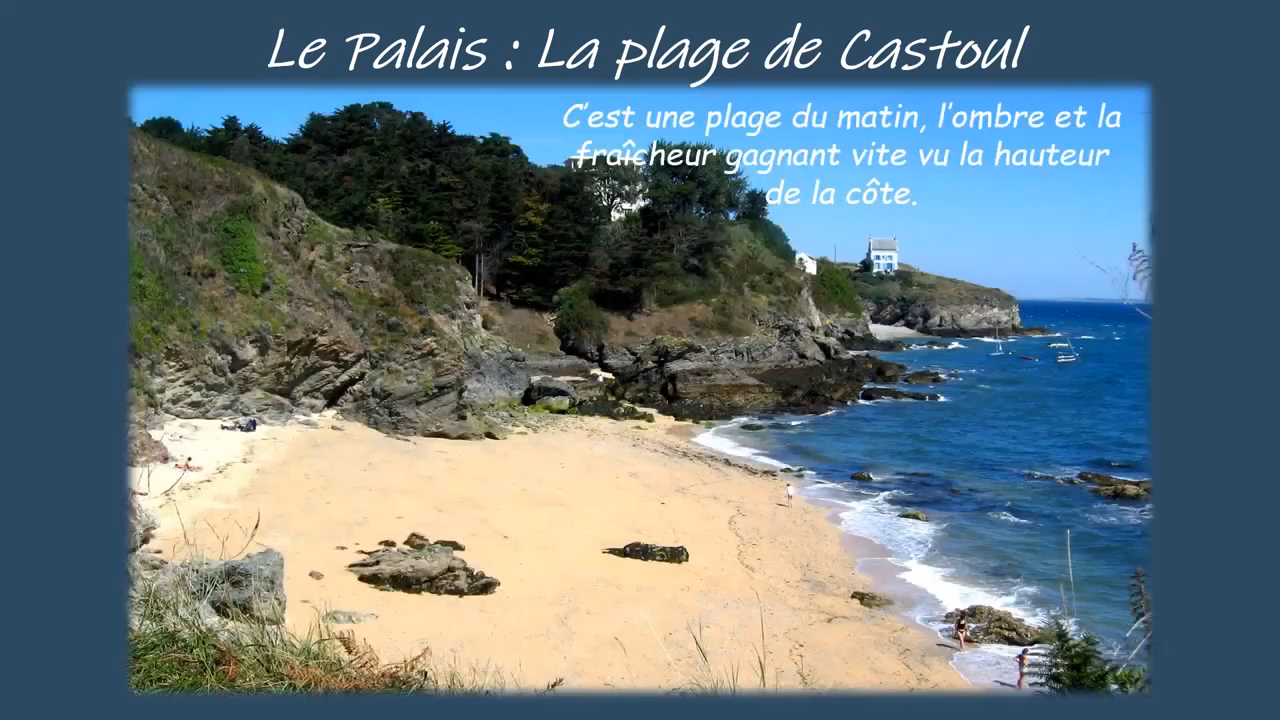 Le Palais : La plage de Castoul
C'est une plage du matin, l'ombre et la
fraîcheur gagnant vite vu la hauteur
de la côte.